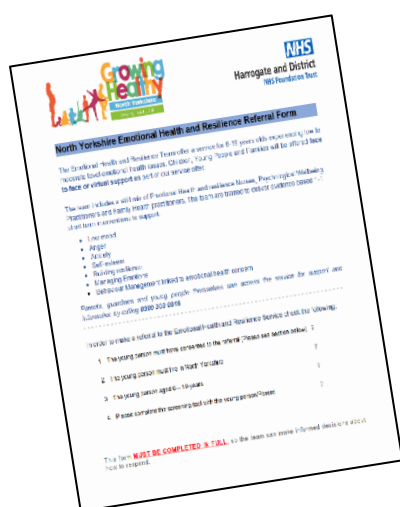 Growing
Healthy
North Yorkshire
NHS
Harrogate and District
NHS Foundation Trust
North Yorkshire Emotional Health and Resilience Referral Form
The Emotional Health and Resilience Team offer a service for 6-19 years olds experiencing low to
moderate level emotional health issues. Children, Young People and Families will be offered face
to face or virtual support as part of our service offer.
The team includes a skill mix of Emotional Health and resilience Nurses, Psychological Wellbeing
Practitioners and Family Health practitioners. The team are trained to deliver evidence based
short term interventions to support
• Low mood
• Anger
• Anxiety
• Self-esteem
• Building resilience
• Managing Emotions
• Behaviour Management linked to emotional health concern
Parents, guardians and young people themselves can access the service for support and
information by calling
In order to make a referral to the Emotional Health and Resilience Service check the following;
1 The young person must have consented to the referral (Please see section below) ?
2 The young person must live in North Yorkshire ?
3 The young person aged 6 – 19-years ?
4 Please complete the screening tool with the young person/Parent ?
This Form MUST BE COMPLETED IN FULL, so the team can make informed decisions about
how to respond.